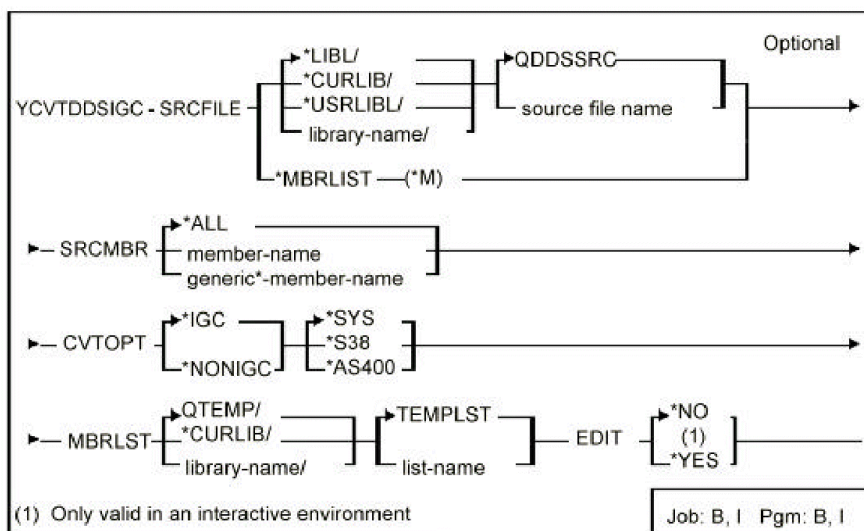 Optional
*LIBL/
*CURLIB/
*USRLIBL/
library-name/
QDDSSRC
source file name
YCVTDDSIGC - SRCFILE
*MBRLIST (*M)
SRCMBR
*ALL
member-name
generic*-member-name
CVTOPT
*IGC
*NONIGC
*SYS
*S38
*AS400
MBRLST
QTEMP/
*CURLIB/
library-name/
TEMPLST
list-name
EDIT
*NO
(1)
*YES
(1) Only valid in an interactive environment
Job: B, I Pgm: B, I